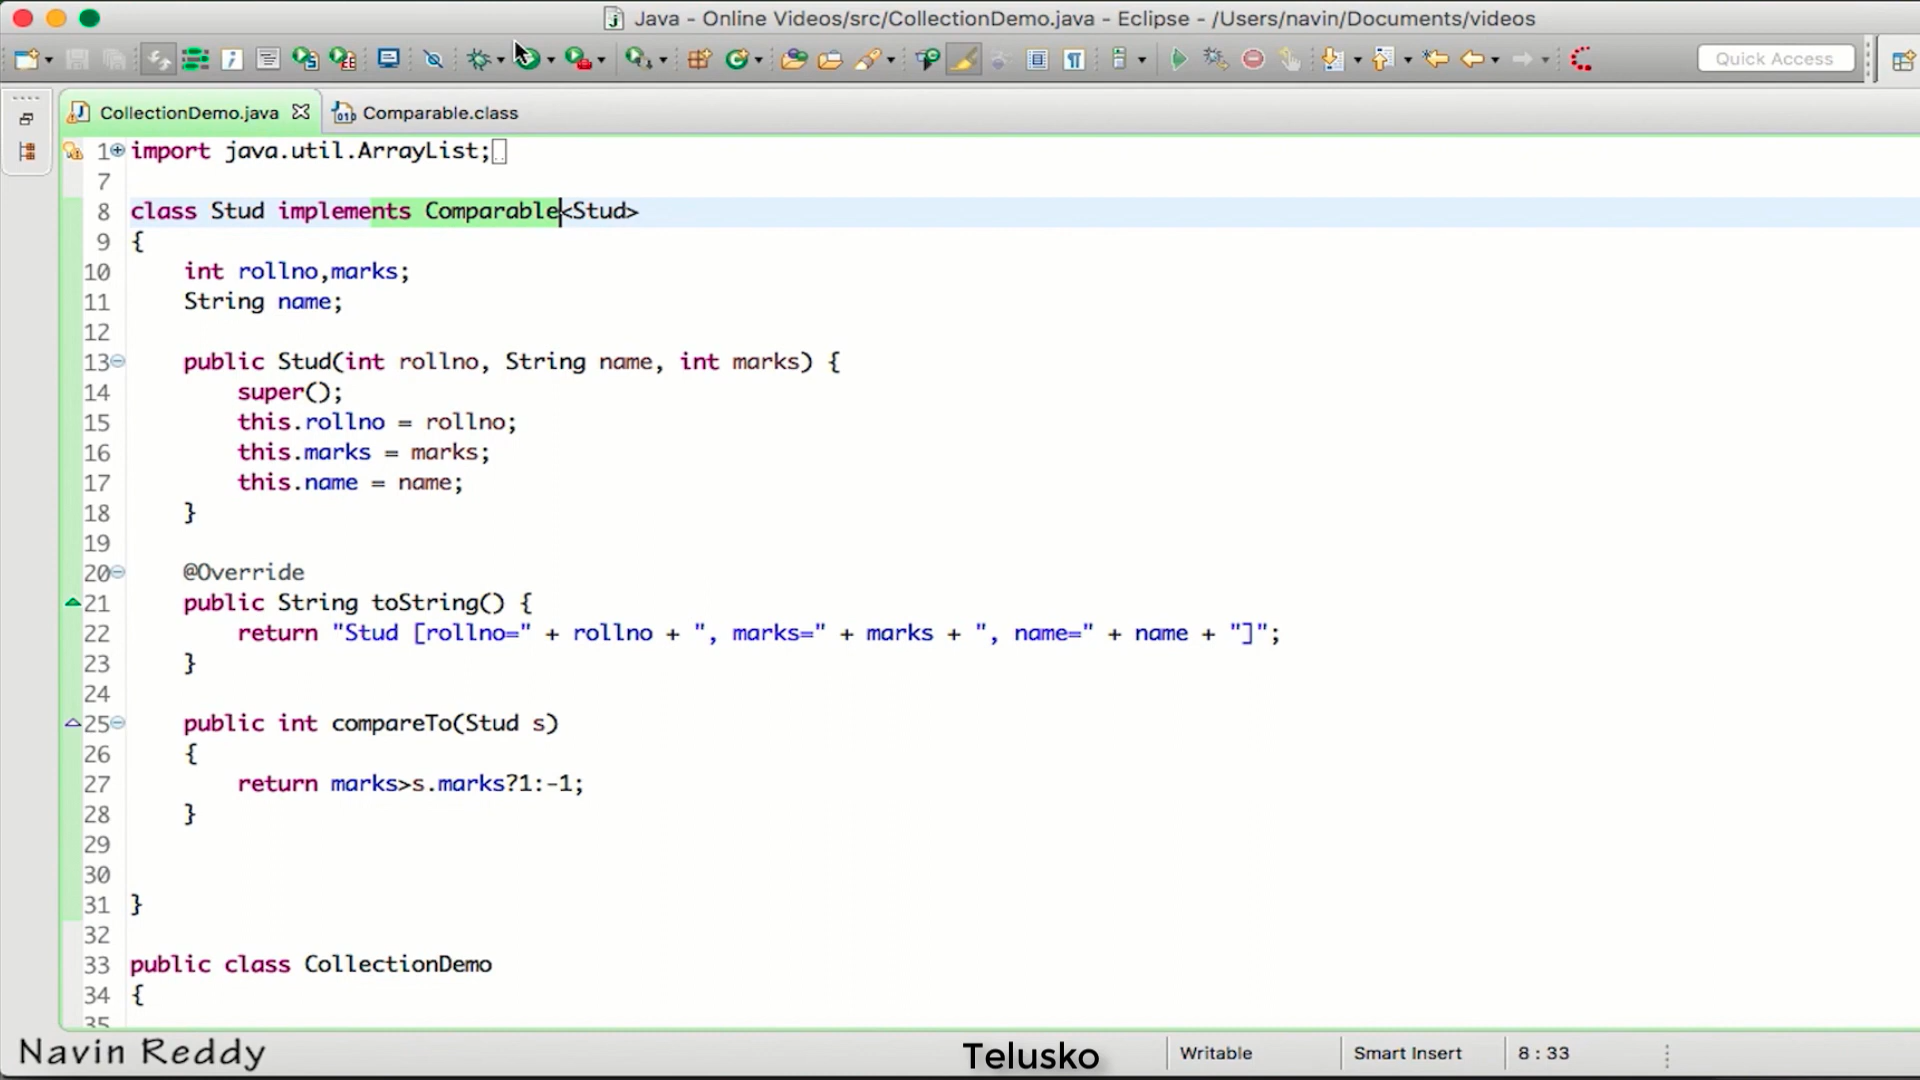 Java - Online Videos/src/CollectionDemo.java - Eclipse - /Users/navin/Documents/videos
Quick Access
CollectionDemo.java Comparable.class
1 import java.util.ArrayList;
7
8 class Stud implements Comparable<Stud>
9 {
10 int rollno,marks;
11 String name;
12
13 public Stud(int rollno, String name, int marks) {
14 super();
15 this.rollno = rollno;
16 this.marks = marks;
17 this.name = name;
18 }
19
20 @Override
21 public String toString() {
22 return "Stud [rollno=" + rollno + ", marks=" + marks + ", name=" + name + "]";
23 }
24
25 public int compareTo(Stud s)
26 {
27 return marks>s.marks?1:-1;
28 }
29
30
31 }
32
33 public class CollectionDemo
34 {
35
Navin Reddy Telusko Writable Smart Insert 8 : 33